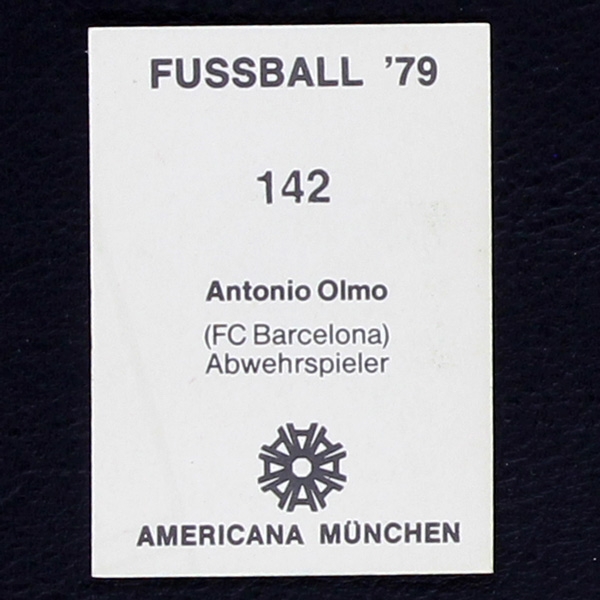 FUSSBALL '79
142
Antonio Olmo
(FC Barcelona)
Abwehrspieler
AMERICANA MÜNCHEN